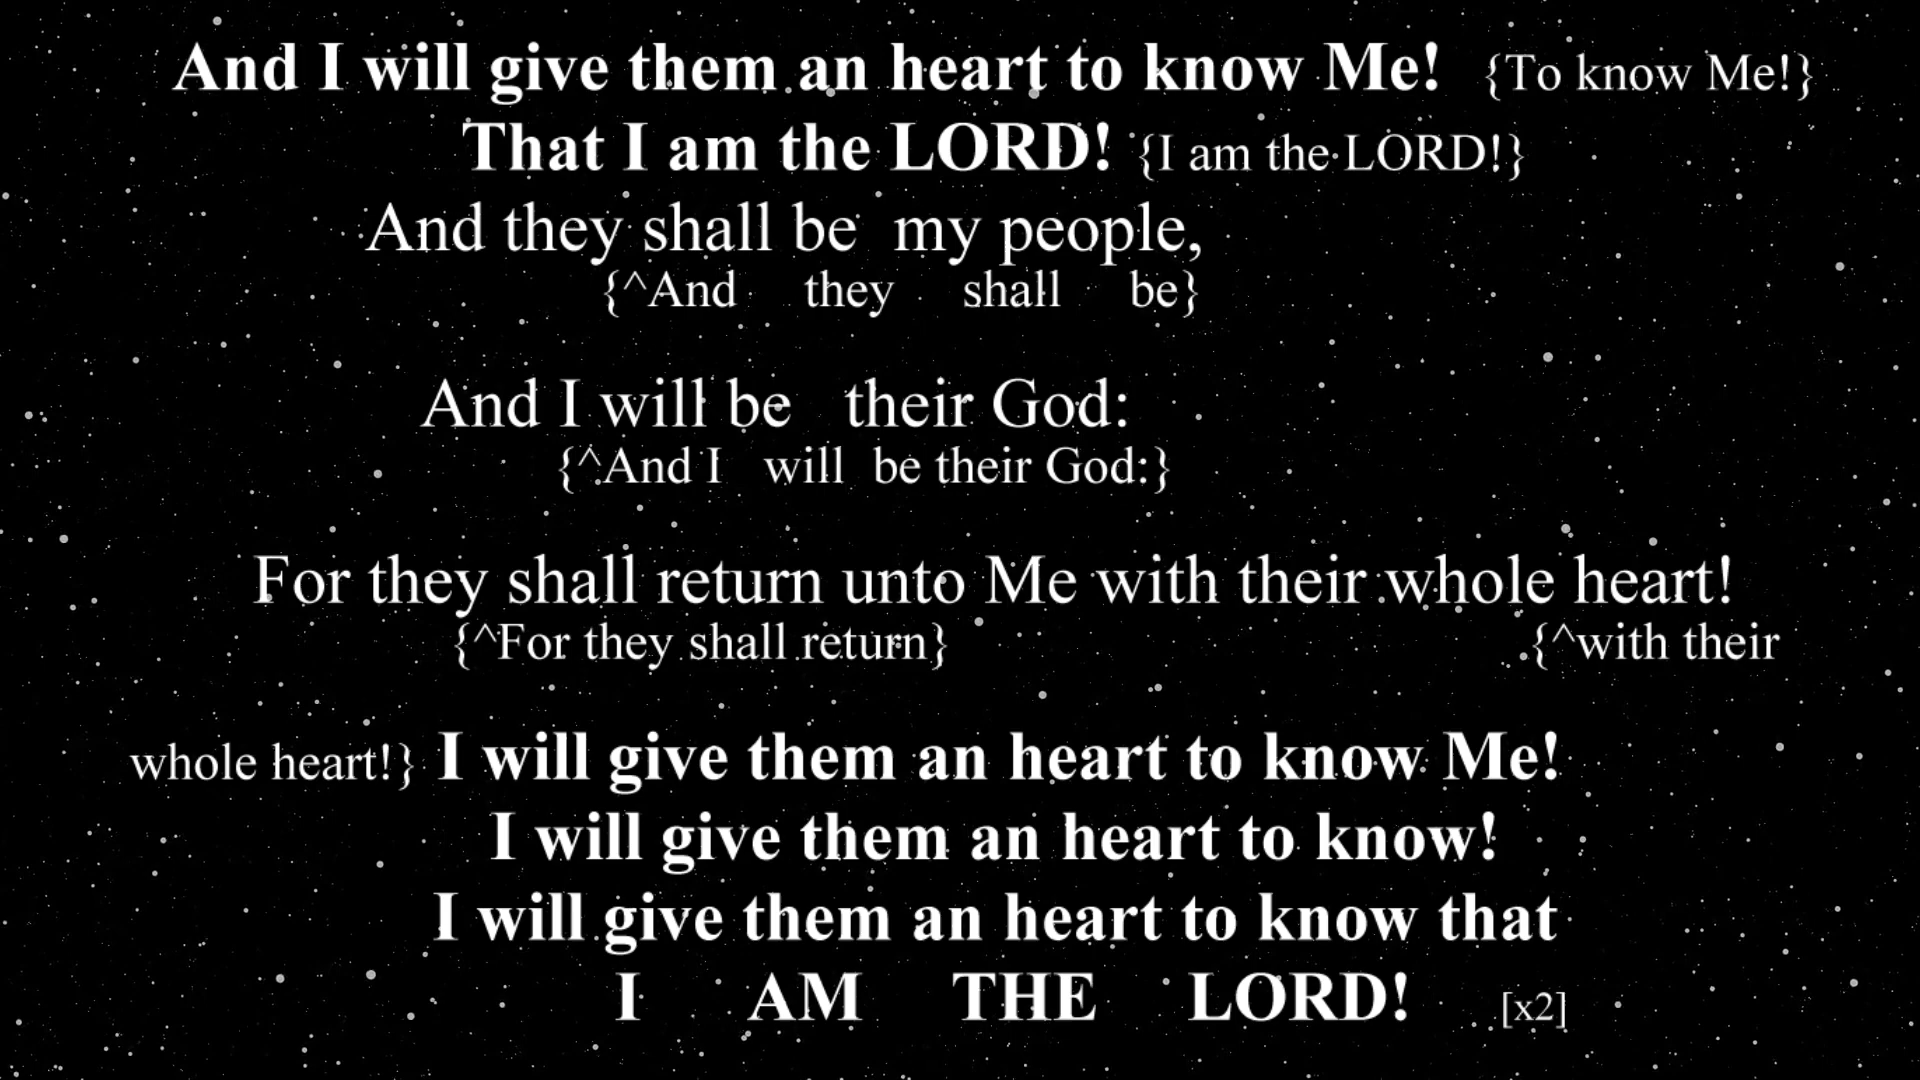 And I will give them an heart to know Me! {To know Me!}
That I am the LORD! {I am the LORD!}
And they shall be my people,
{^And they shall be}
And I will be their God:
{^And I will be their God:}
For they shall return unto Me with their whole heart!
{^For they shall return} {^with their
whole heart!} I will give them an heart to know Me!
I will give them an heart to know!
I will give them an heart to know that
I AM THE LORD! [x2]